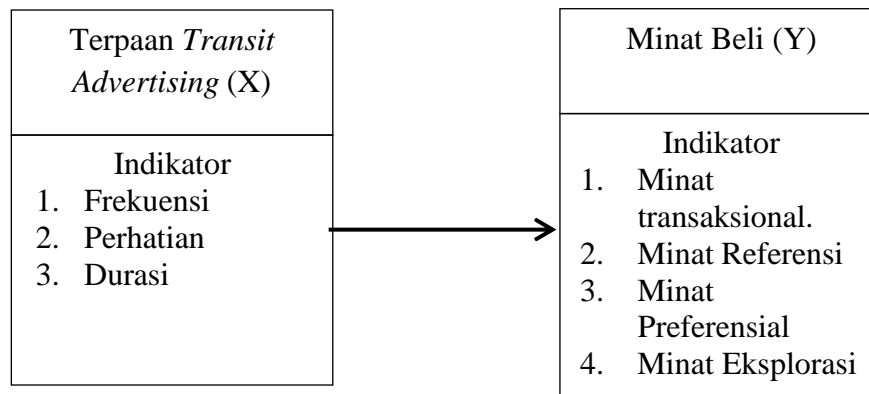 Terpaan Transit
Advertising (X)
Indikator
1. Frekuensi
2. Perhatian
3. Durasi
Minat Beli (Y)
Indikator
1. Minat
transaksional.
2. Minat Referensi
3. Minat
Preferensial
4. Minat Eksplorasi